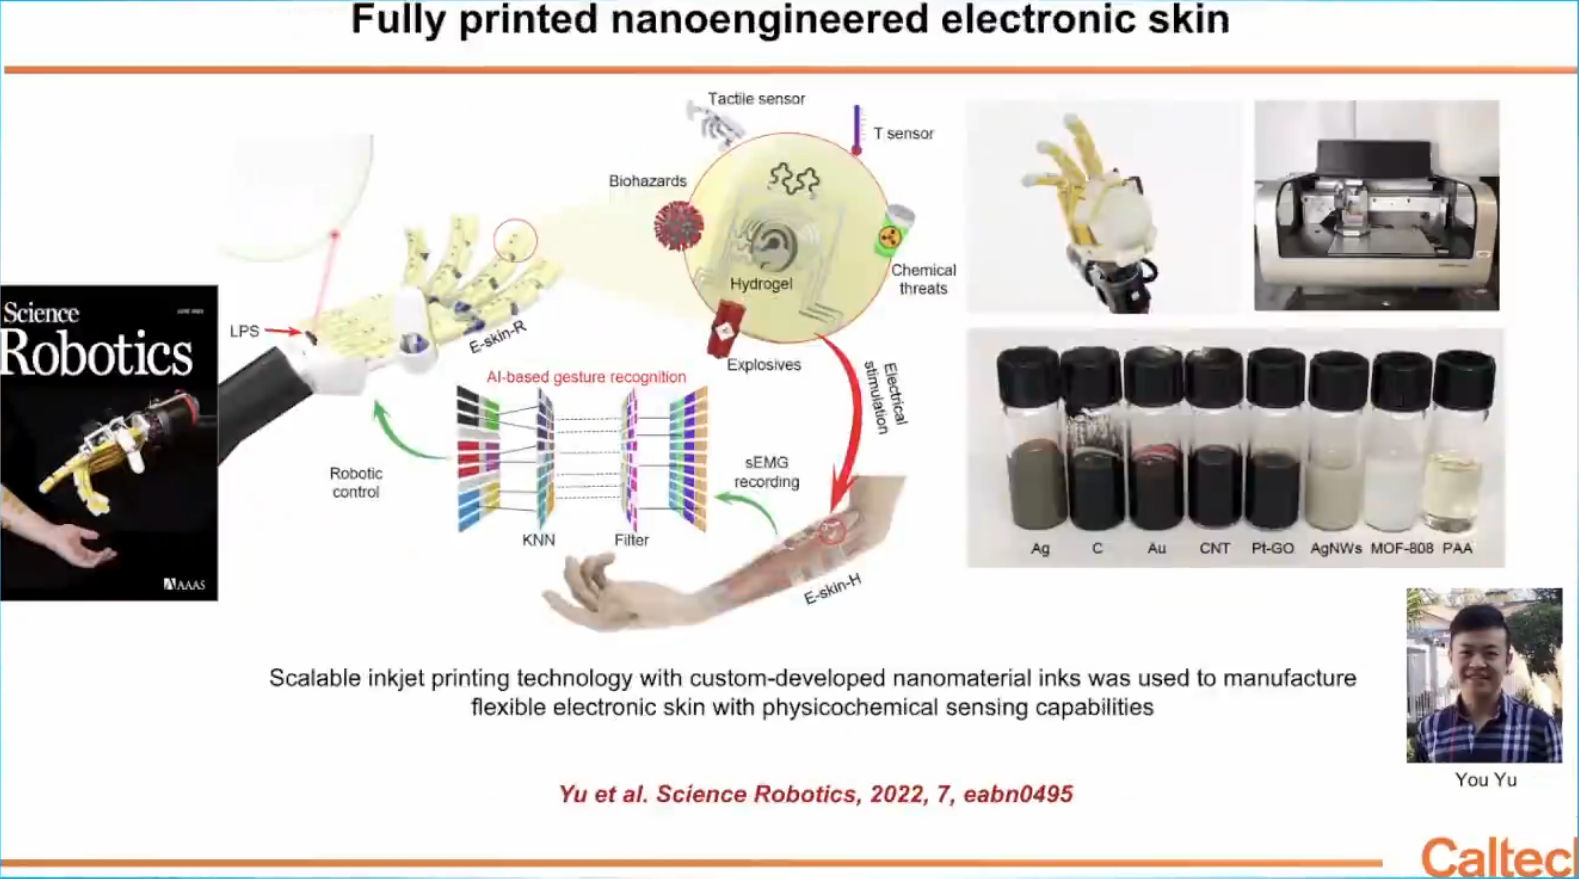 Fully printed nanoengineered electronic skin
Tactile sensor
T sensor
Biohazards
Hydrogel
Chemical
threats
Explosives
LPS
E-skin-R
Electrical
stimulation
AI-based gesture recognition
Robotic
control
sEMG
recording
KNN
Filter
E-skin-H
Science
Robotics
AAAS
Ag
C
Au
CNT
Pt-GO
AgNWs
MOF-808
PAA
Scalable inkjet printing technology with custom-developed nanomaterial inks was used to manufacture
flexible electronic skin with physicochemical sensing capabilities
You Yu
Yu et al. Science Robotics, 2022, 7, eabn0495
Caltec